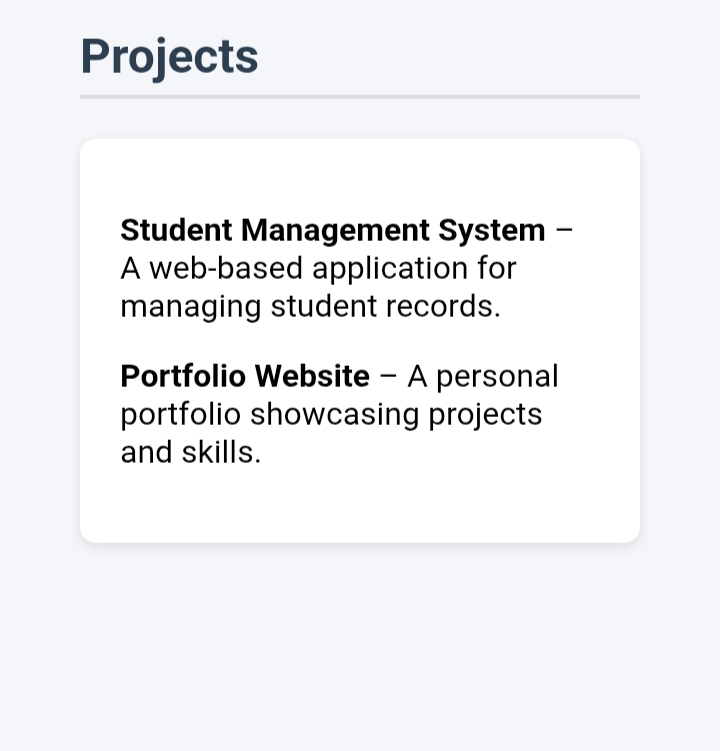 Projects
Student Management System –
A web-based application for
managing student records.
Portfolio Website – A personal
portfolio showcasing projects
and skills.